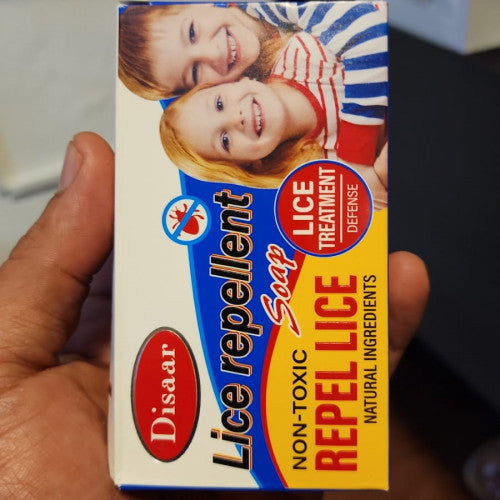 Disaar
Lice repellent
Soap
LICE
TREATMENT
DEFENSE
NON-TOXIC
REPEL LICE
NATURAL INGREDIENTS